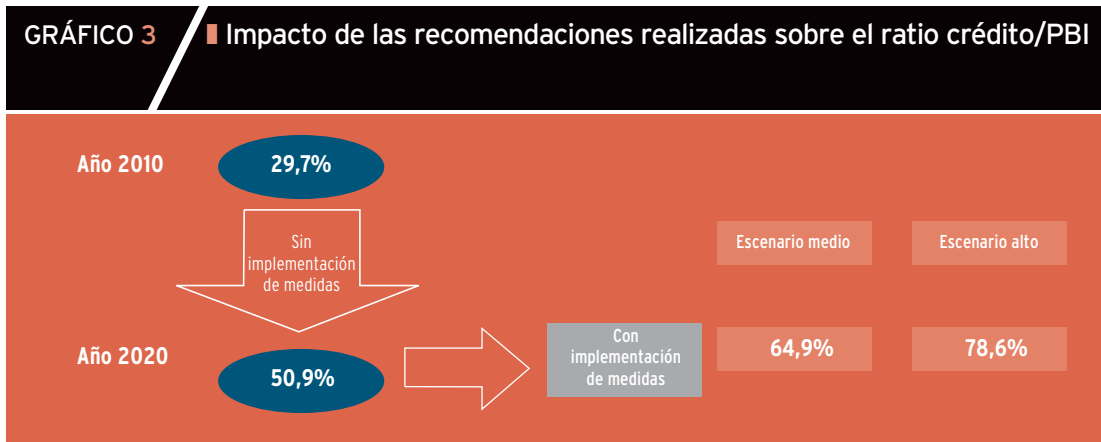 GRÁFICO 3
Impacto de las recomendaciones realizadas sobre el ratio crédito/PBI
Año 2010
29,7%
Sin
implementación
de medidas
Escenario medio
Escenario alto
Año 2020
50,9%
Con
implementación
de medidas
64,9%
78,6%